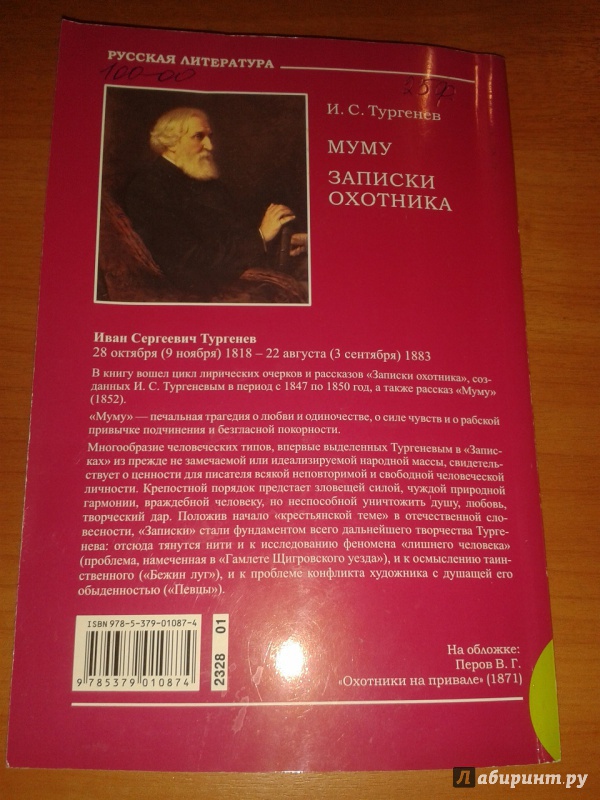 РУССКАЯ ЛИТЕРАТУРА
100-00
И. С. Тургенев
МУМУ
ЗАПИСКИ
ОХОТНИКА
Иван Сергеевич Тургенев
28 октября (9 ноября) 1818 – 22 августа (3 сентября) 1883
В книгу вошел цикл лирических очерков и рассказов «Записки охотника», соз-
данных И. С. Тургеневым в период с 1847 по 1850 год, а также рассказ «Муму»
(1852).
«Муму» — печальная трагедия о любви и одиночестве, о силе чувств и о рабской
привычке подчинения и безгласной покорности.
Многообразие человеческих типов, впервые выделенных Тургеневым в «Запис-
ках» из прежде не замечаемой или идеализируемой народной массы, свидетель-
ствует о ценности для писателя всякой неповторимой и свободной человеческой
личности. Крепостной порядок предстает зловещей силой, чуждой природной
гармонии, враждебной человеку, но неспособной уничтожить душу, любовь,
творческий дар. Положив начало «крестьянской теме» в отечественной сло-
весности, «Записки» стали фундаментом всего дальнейшего творчества Турге-
нева: отсюда тянутся нити и к исследованию феномена «лишнего человека»
(проблема, намеченная в «Гамлете Щигровского уезда»), и к осмыслению таин-
ственного («Бежин луг»), и к проблеме конфликта художника с душащей его
обыденностью («Певцы»).
ISBN 978-5-379-01087-4
9 785379 010874
2328 01
На обложке:
Перов В. Г.
«Охотники на привале» (1871)
Лабиринт.ру